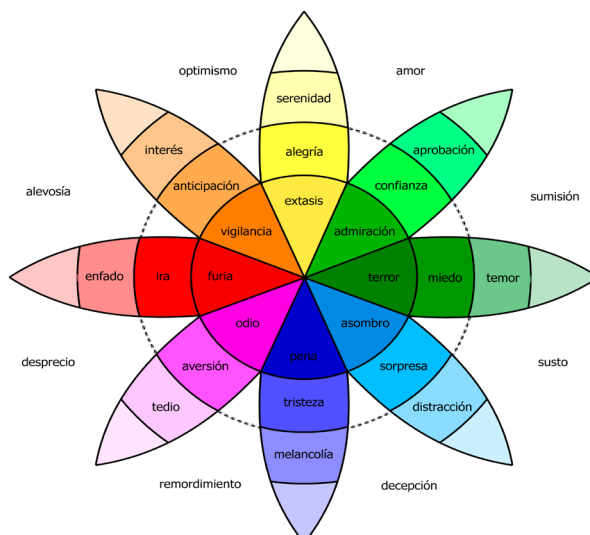 optimismo
amor
serenidad
interés
alegría
aprobación
anticipación
confianza
alevosía
extasis
sumisión
vigilancia
admiración
enfado
ira
furia
terror
miedo
temor
odio
asombro
pena
desprecio
aversión
sorpresa
susto
tedio
tristeza
distracción
melancolía
remordimiento
decepción